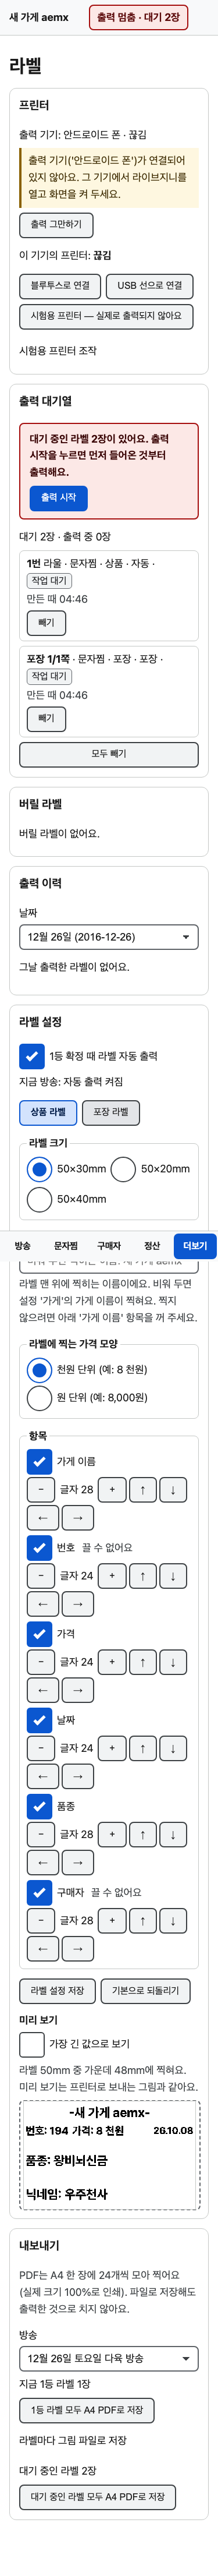 새 가게 aemx
출력 멈춤 · 대기 2장
라벨
프린터
출력 기기: 안드로이드 폰 · 끊김
출력 기기('안드로이드 폰')가 연결되어
있지 않아요. 그 기기에서 라이브지니를
열고 화면을 켜 두세요.
출력 그만하기
이 기기의 프린터: 끊김
블루투스로 연결
USB 선으로 연결
시험용 프린터 — 실제로 출력되지 않아요
시험용 프린터 조작
출력 대기열
대기 중인 라벨 2장이 있어요. 출력
시작을 누르면 먼저 들어온 것부터
출력해요.
출력 시작
대기 2장 · 출력 중 0장
1번 라울 · 문자찜 · 상품 · 자동 ·
작업 대기
만든 때 04:46
빼기
포장 1/1쪽 · 문자찜 · 포장 · 포장 ·
작업 대기
만든 때 04:46
빼기
모두 빼기
버릴 라벨
버릴 라벨이 없어요.
출력 이력
날짜
12월 26일 (2016-12-26)
그날 출력한 라벨이 없어요.
라벨 설정
1등 확정 때 라벨 자동 출력
지금 방송: 자동 출력 켜짐
상품 라벨
포장 라벨
라벨 크기
50×30mm
50×20mm
50×40mm
방송
문자찜
구매자
정산
더보기
라벨 맨 위에 찍히는 이름이에요. 비워 두면
설정 '가게'의 가게 이름이 찍혀요. 찍지
않으려면 아래 '가게 이름' 항목을 꺼 주세요.
라벨에 찍는 가격 모양
천원 단위 (예: 8 천원)
원 단위 (예: 8,000원)
항목
가게 이름
− 글자 28 + ↑ ↓
← →
번호 끌 수 없어요
− 글자 24 + ↑ ↓
← →
가격
− 글자 24 + ↑ ↓
← →
날짜
− 글자 24 + ↑ ↓
← →
품종
− 글자 28 + ↑ ↓
← →
구매자 끌 수 없어요
− 글자 28 + ↑ ↓
← →
라벨 설정 저장
기본으로 되돌리기
미리 보기
가장 긴 값으로 보기
라벨 50mm 중 가운데 48mm에 찍혀요.
미리 보기는 프린터로 보내는 그림과 같아요.
-새 가게 aemx-
번호: 194 가격: 8 천원 26.10.08
품종: 왕비뇌신금
닉네임: 우주천사
내보내기
PDF는 A4 한 장에 24개씩 모아 찍어요
(실제 크기 100%로 인쇄). 파일로 저장해도
출력한 것으로 치지 않아요.
방송
12월 26일 토요일 다육 방송
지금 1등 라벨 1장
1등 라벨 모두 A4 PDF로 저장
라벨마다 그림 파일로 저장
대기 중인 라벨 2장
대기 중인 라벨 모두 A4 PDF로 저장